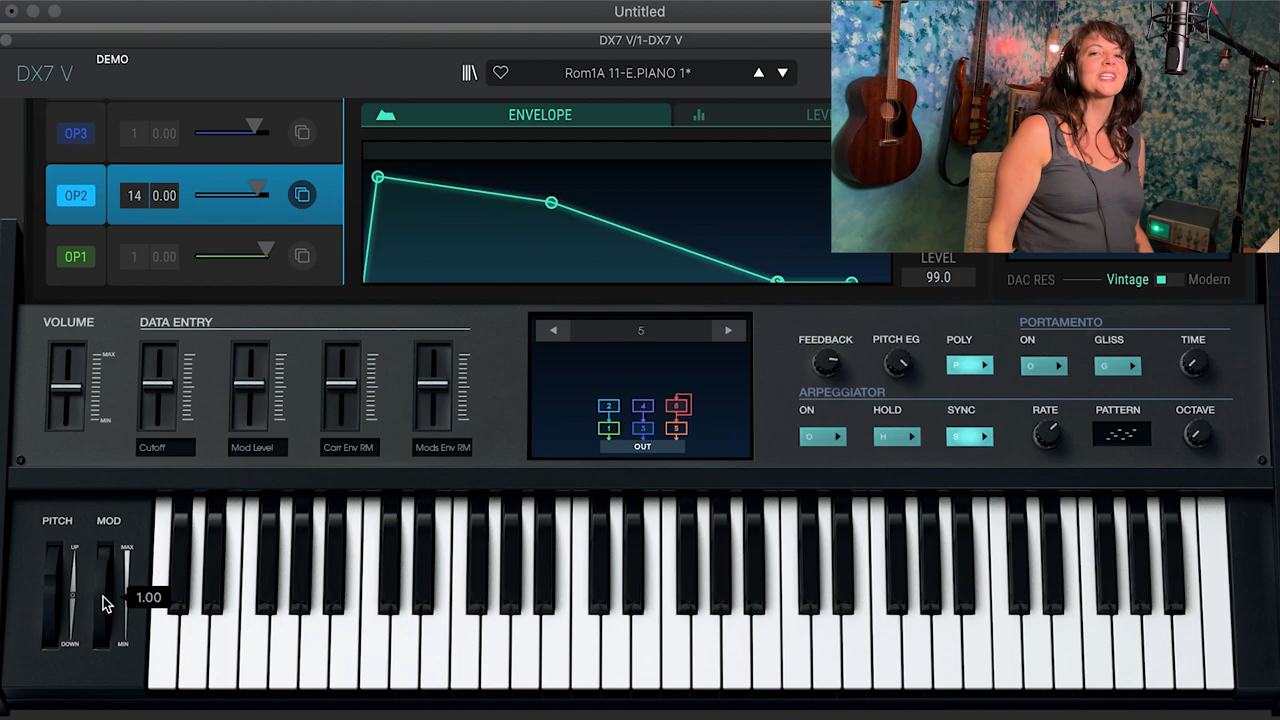 Untitled
DX7 V/1-DX7 V
DX7 V
DEMO
Rom1A 11-E.PIANO 1*
OP3
1 0.00
ENVELOPE
OP2
14 0.00
OP1
1 0.00
LEVEL
99.0
DAC RES
Vintage
Modern
VOLUME
MAX
MIN
DATA ENTRY
Cutoff
Mod Level
Carr Env RM
Mods Env RM
5
2 4 6
1 3 5
OUT
FEEDBACK
PITCH EG
POLY
P
PORTAMENTO
ON
O
GLISS
G
TIME
ARPEGGIATOR
ON
O
HOLD
H
SYNC
S
RATE
PATTERN
OCTAVE
PITCH
MOD
UP
DOWN
MAX
MIN
1.00